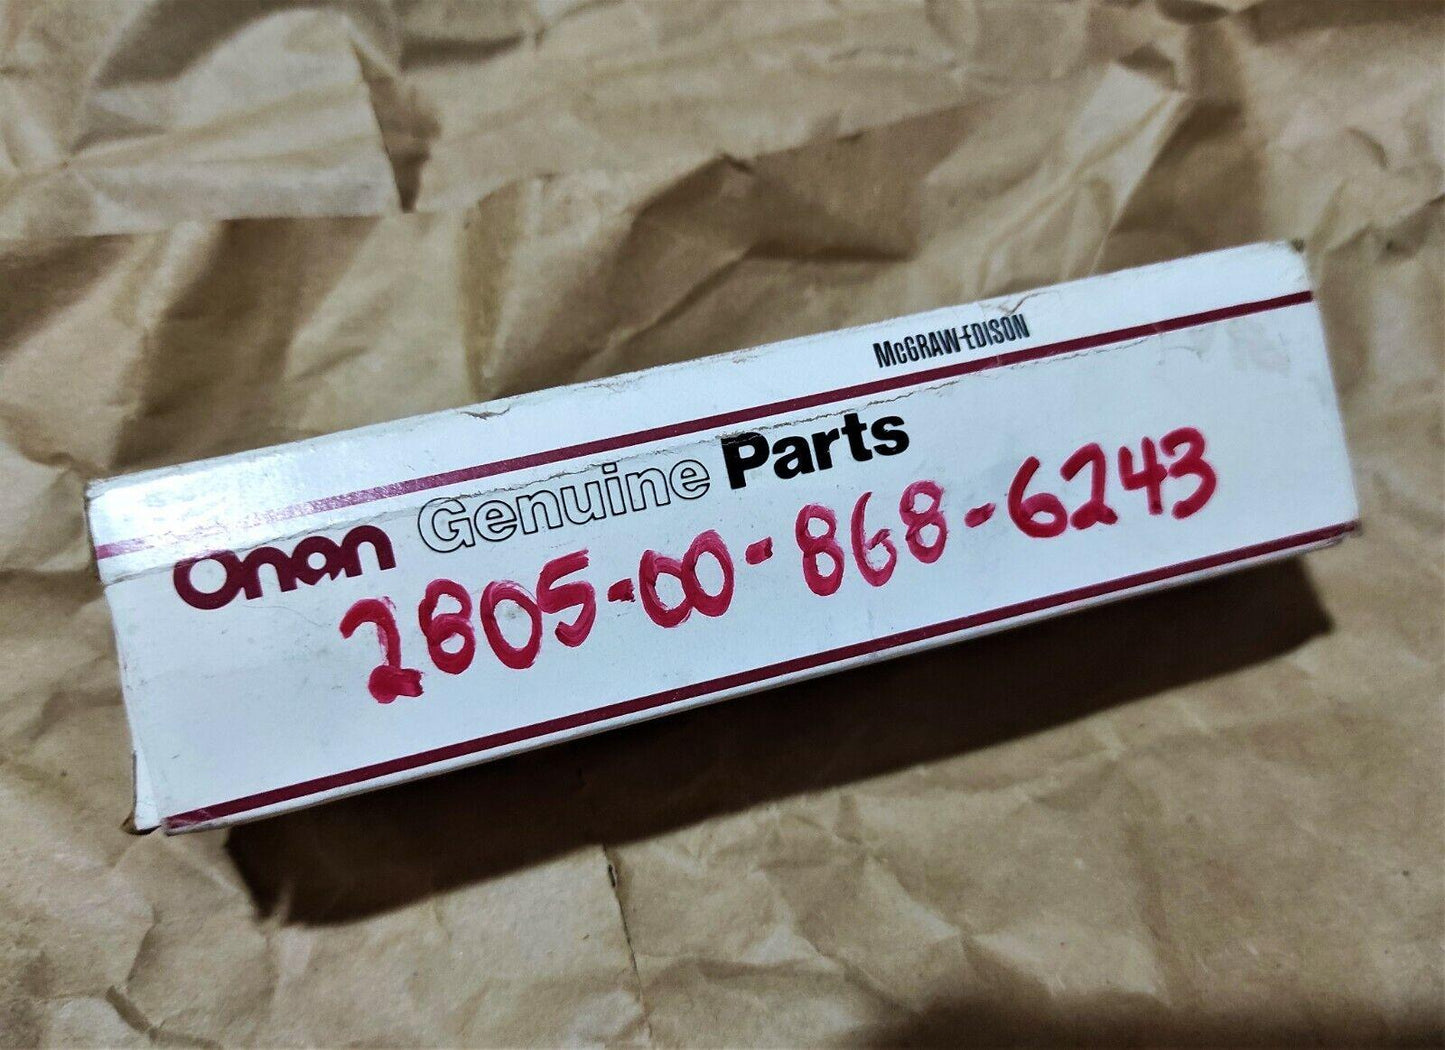 McGRAW-EDISON
Onan Genuine Parts
2805-00-868-6243